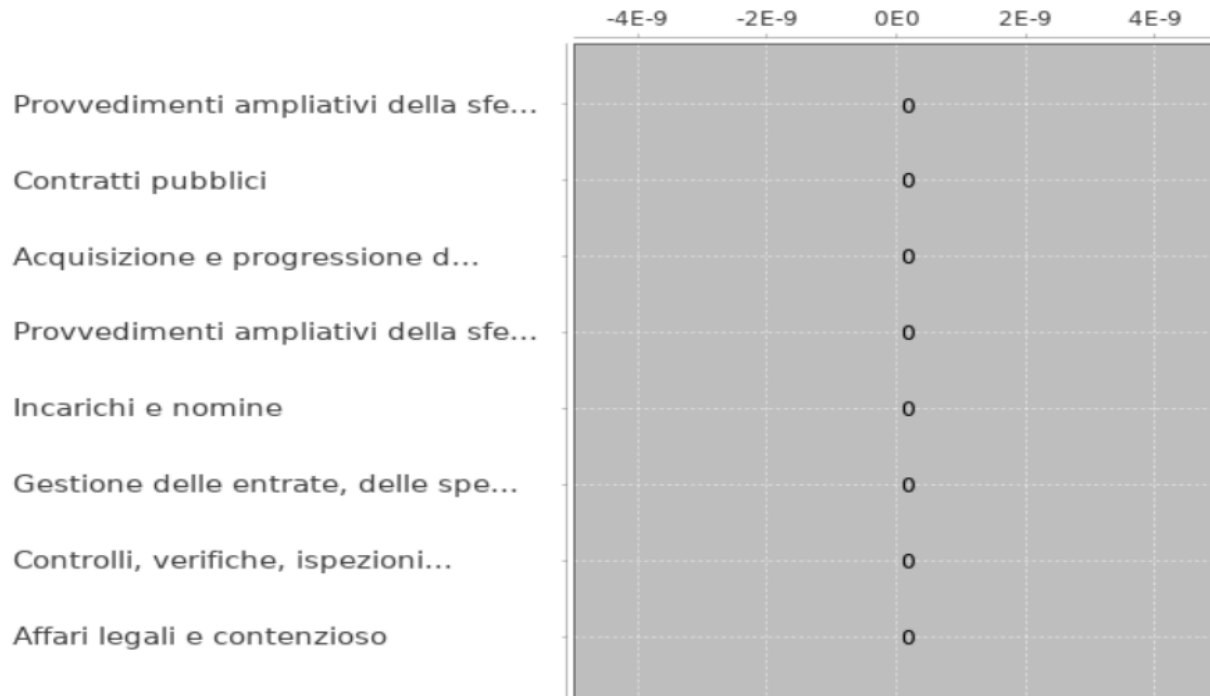 -4E-9 -2E-9 0E0 2E-9 4E-9
Provvedimenti ampliativi della sfe... 0
Contratti pubblici 0
Acquisizione e progressione d... 0
Provvedimenti ampliativi della sfe... 0
Incarichi e nomine 0
Gestione delle entrate, delle spe... 0
Controlli, verifiche, ispezioni... 0
Affari legali e contenzioso 0